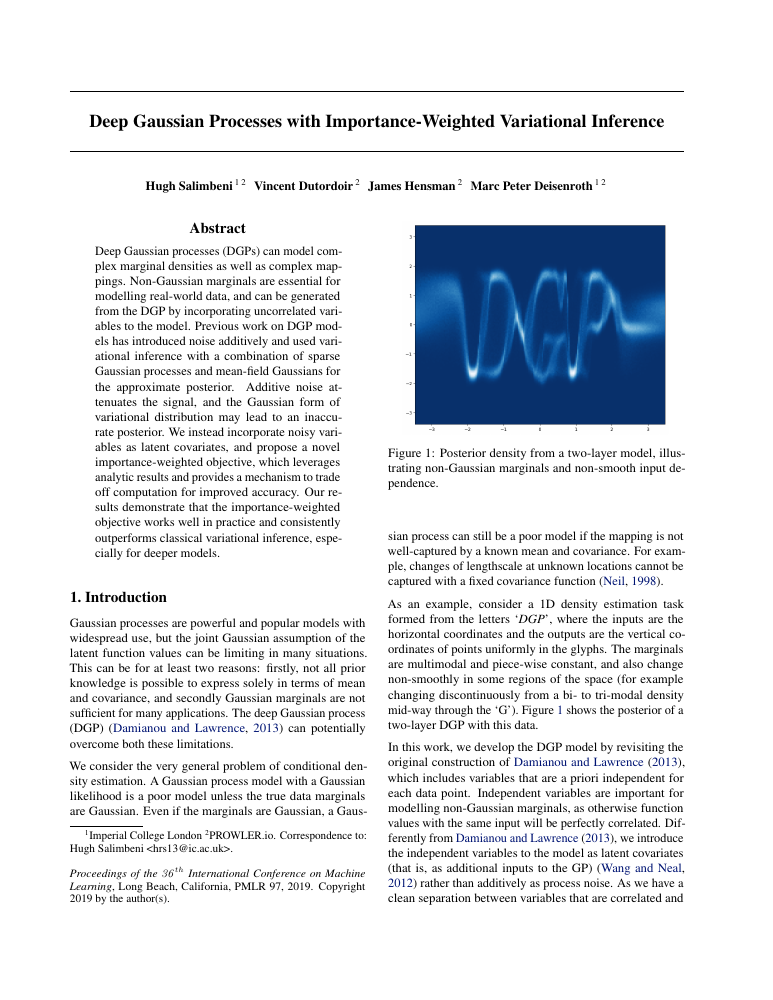 Deep Gaussian Processes with Importance-Weighted Variational Inference
Hugh Salimbeni 1 2 Vincent Dutordoir 2 James Hensman 2 Marc Peter Deisenroth 1 2
Abstract
Deep Gaussian processes (DGPs) can model com-
plex marginal densities as well as complex map-
pings. Non-Gaussian marginals are essential for
modelling real-world data, and can be generated
from the DGP by incorporating uncorrelated vari-
ables to the model. Previous work on DGP mod-
els has introduced noise additively and used vari-
ational inference with a combination of sparse
Gaussian processes and mean-field Gaussians for
the approximate posterior. Additive noise at-
tenuates the signal, and the Gaussian form of
variational distribution may lead to an inaccu-
rate posterior. We instead incorporate noisy vari-
ables as latent covariates, and propose a novel
importance-weighted objective, which leverages
analytic results and provides a mechanism to trade
off computation for improved accuracy. Our re-
sults demonstrate that the importance-weighted
objective works well in practice and consistently
outperforms classical variational inference, espe-
cially for deeper models.
1. Introduction
Gaussian processes are powerful and popular models with
widespread use, but the joint Gaussian assumption of the
latent function values can be limiting in many situations.
This can be for at least two reasons: firstly, not all prior
knowledge is possible to express solely in terms of mean
and covariance, and secondly Gaussian marginals are not
sufficient for many applications. The deep Gaussian process
(DGP) (Damianou and Lawrence, 2013) can potentially
overcome both these limitations.
We consider the very general problem of conditional den-
sity estimation. A Gaussian process model with a Gaussian
likelihood is a poor model unless the true data marginals
are Gaussian. Even if the marginals are Gaussian, a Gaus-
1Imperial College London 2PROWLER.io. Correspondence to:
Hugh Salimbeni <hrs13@ic.ac.uk>.
Proceedings of the 36th International Conference on Machine
Learning, Long Beach, California, PMLR 97, 2019. Copyright
2019 by the author(s).
3
2
1
0
−1
−2
−3
−3 −2 −1 0 1 2 3
DGP
Figure 1: Posterior density from a two-layer model, illus-
trating non-Gaussian marginals and non-smooth input de-
pendence.
sian process can still be a poor model if the mapping is not
well-captured by a known mean and covariance. For exam-
ple, changes of lengthscale at unknown locations cannot be
captured with a fixed covariance function (Neil, 1998).
As an example, consider a 1D density estimation task
formed from the letters ‘DGP’, where the inputs are the
horizontal coordinates and the outputs are the vertical co-
ordinates of points uniformly in the glyphs. The marginals
are multimodal and piece-wise constant, and also change
non-smoothly in some regions of the space (for example
changing discontinuously from a bi- to tri-modal density
mid-way through the ‘G’). Figure 1 shows the posterior of a
two-layer DGP with this data.
In this work, we develop the DGP model by revisiting the
original construction of Damianou and Lawrence (2013),
which includes variables that are a priori independent for
each data point. Independent variables are important for
modelling non-Gaussian marginals, as otherwise function
values with the same input will be perfectly correlated. Dif-
ferently from Damianou and Lawrence (2013), we introduce
the independent variables to the model as latent covariates
(that is, as additional inputs to the GP) (Wang and Neal,
2012) rather than additively as process noise. As we have a
clean separation between variables that are correlated and